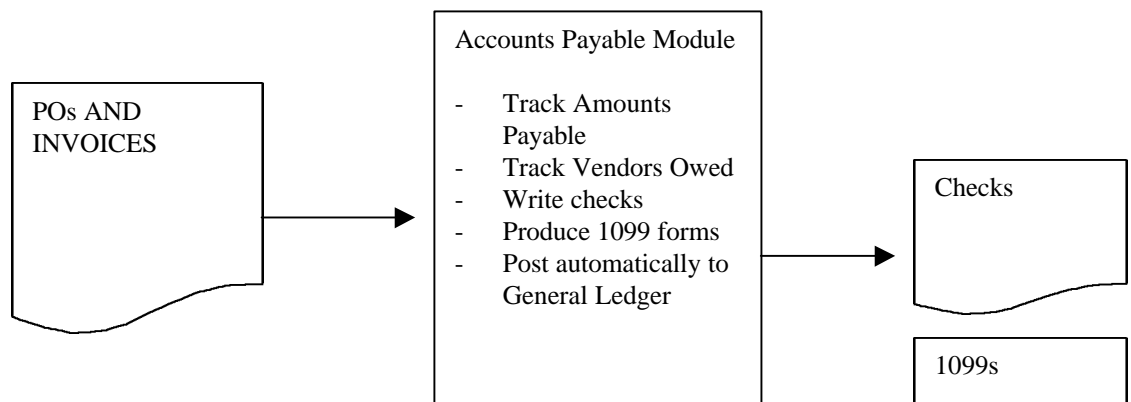 POs AND
INVOICES
Accounts Payable Module
- Track Amounts
Payable
- Track Vendors Owed
- Write checks
- Produce 1099 forms
- Post automatically to
General Ledger
Checks
1099s